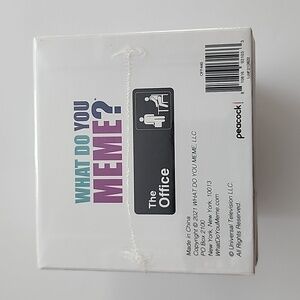 WHAT DO YOU
MEME?
The
Office
Made in China
Copyright © 2021 WHAT DO YOU MEME, LLC
PO Box 2100
New York, New York, 10013
WhatDoYouMeme.com
© Universal Television LLC.
All Rights Reserved.
peacock